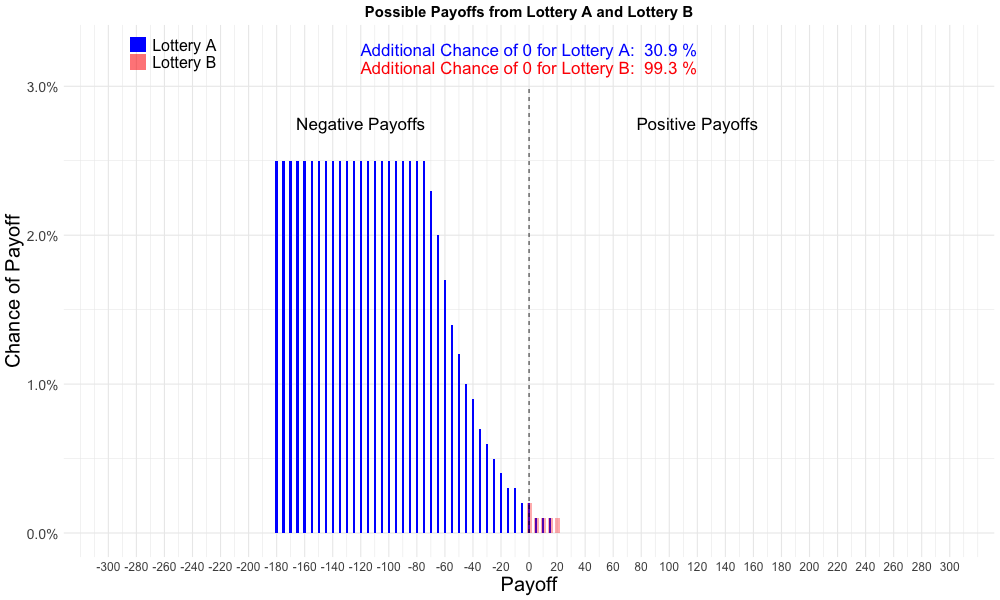 Possible Payoffs from Lottery A and Lottery B
Lottery A
Lottery B
Additional Chance of 0 for Lottery A: 30.9 %
Additional Chance of 0 for Lottery B: 99.3 %
Negative Payoffs
Positive Payoffs
3.0%
2.0%
1.0%
0.0%
Chance of Payoff
-300 -280 -260 -240 -220 -200 -180 -160 -140 -120 -100 -80 -60 -40 -20 0 20 40 60 80 100 120 140 160 180 200 220 240 260 280 300
Payoff